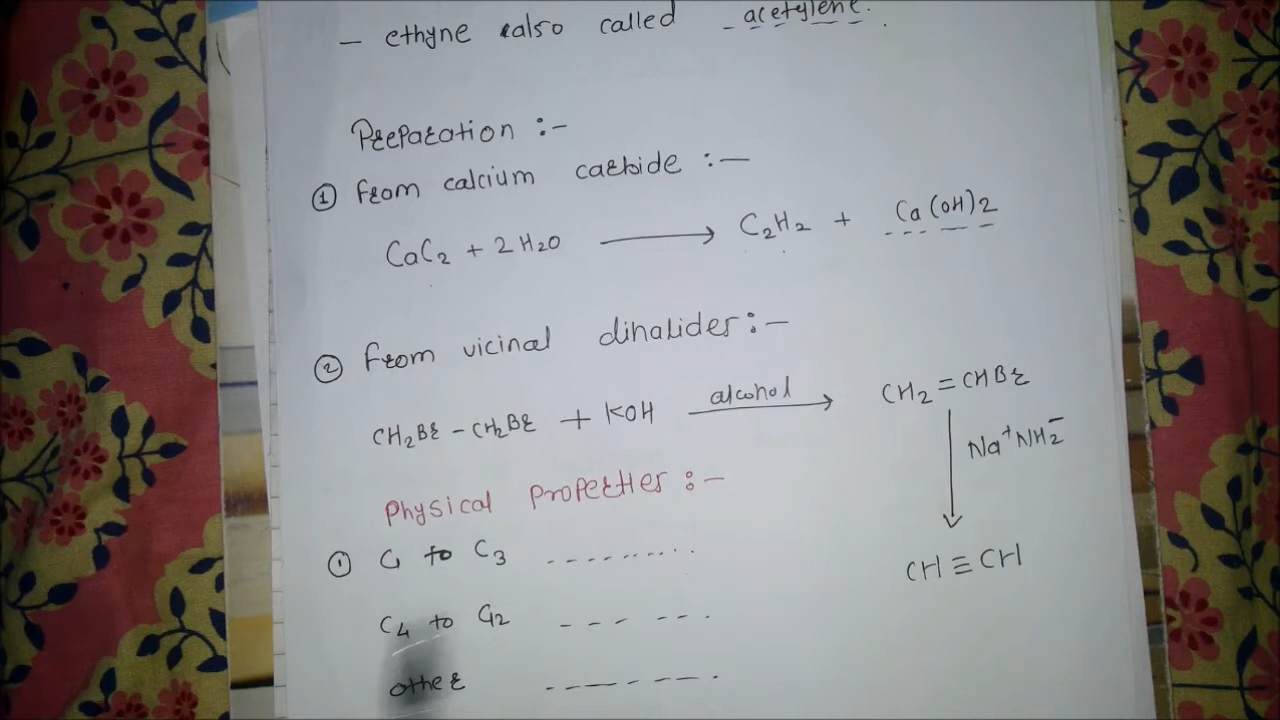 – ethyne also called acetylene.
Preparation :-
① From calcium carbide :-
CaC2 + 2H2O ⟶ C2H2 + Ca(OH)2
② From vicinal dihalider :-
CH2Br - CH2Br + KOH alcohol ⟶ CH2 = CHBr
Na+NH2-
CH ≡ CH
Physical properties :-
① C1 to C3 ..........
C4 to C12 --- --.
other -------.